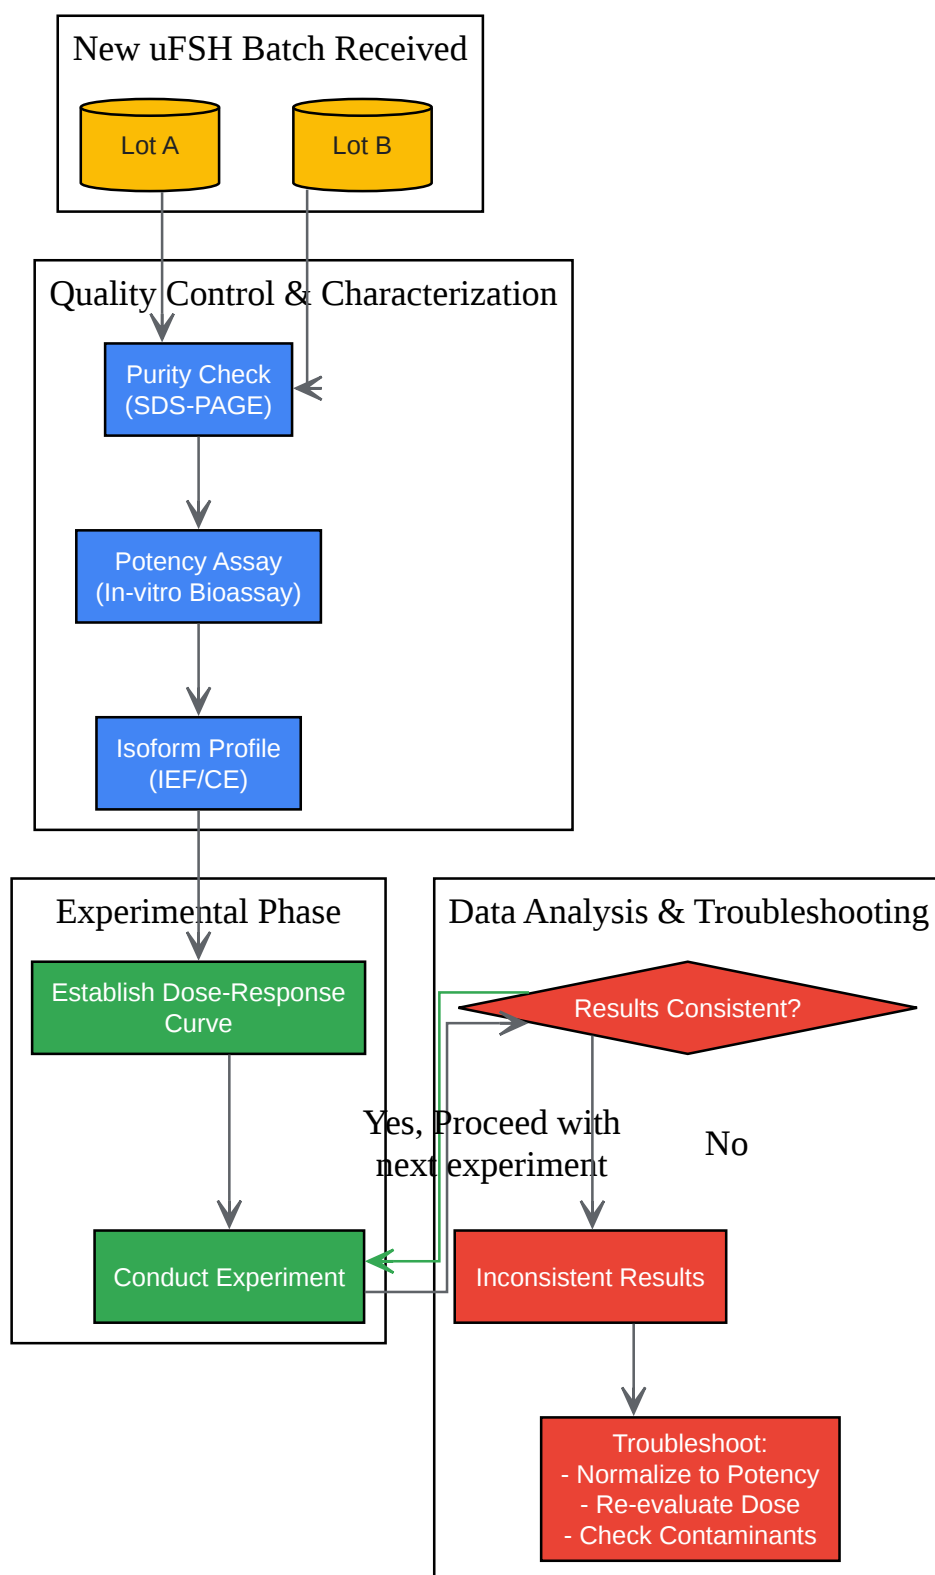 New uFSH Batch Received
Lot A
Lot B
Quality Control & Characterization
Purity Check
(SDS-PAGE)
Potency Assay
(In-vitro Bioassay)
Isoform Profile
(IEF/CE)
Experimental Phase
Establish Dose-Response
Curve
Conduct Experiment
Data Analysis & Troubleshooting
Results Consistent?
Yes, Proceed with
next experiment
No
Inconsistent Results
Troubleshoot:
- Normalize to Potency
- Re-evaluate Dose
- Check Contaminants